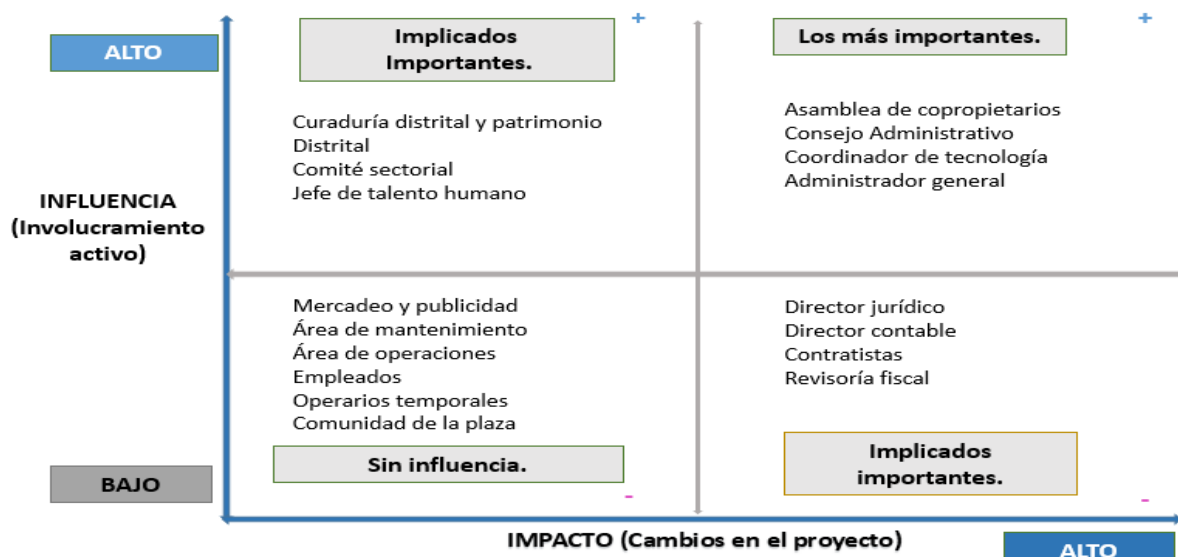 +
+
ALTO
Implicados
Importantes.
Los más importantes.
Curaduría distrital y patrimonio
Distrital
Comité sectorial
Jefe de talento humano
Asamblea de copropietarios
Consejo Administrativo
Coordinador de tecnología
Administrador general
INFLUENCIA
(Involucramiento
activo)
Mercadeo y publicidad
Área de mantenimiento
Área de operaciones
Empleados
Operarios temporales
Comunidad de la plaza
Director jurídico
Director contable
Contratistas
Revisoría fiscal
Sin influencia.
Implicados
importantes.
BAJO
-
-
IMPACTO (Cambios en el proyecto)
ALTO